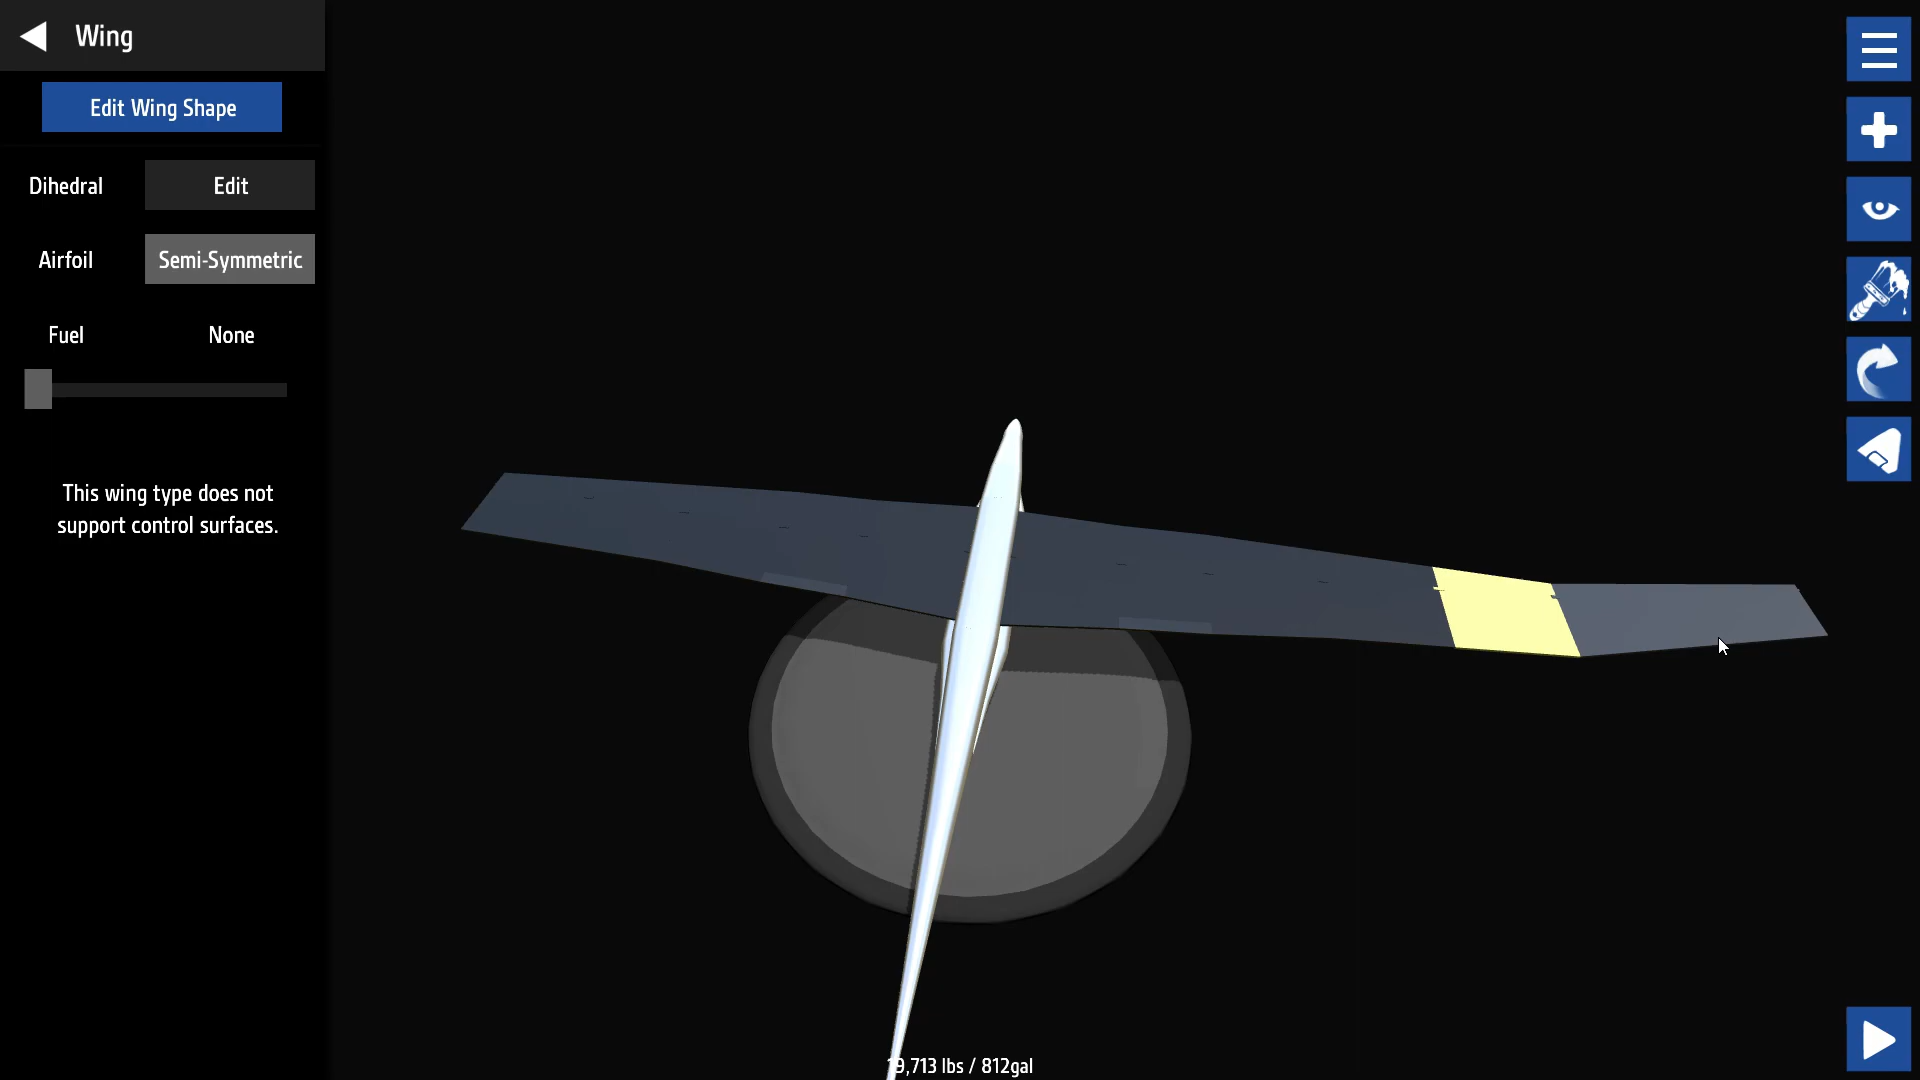 Wing
Edit Wing Shape
Dihedral
Edit
Airfoil
Semi-Symmetric
Fuel
None
This wing type does not
support control surfaces.
9,713 lbs / 812gal